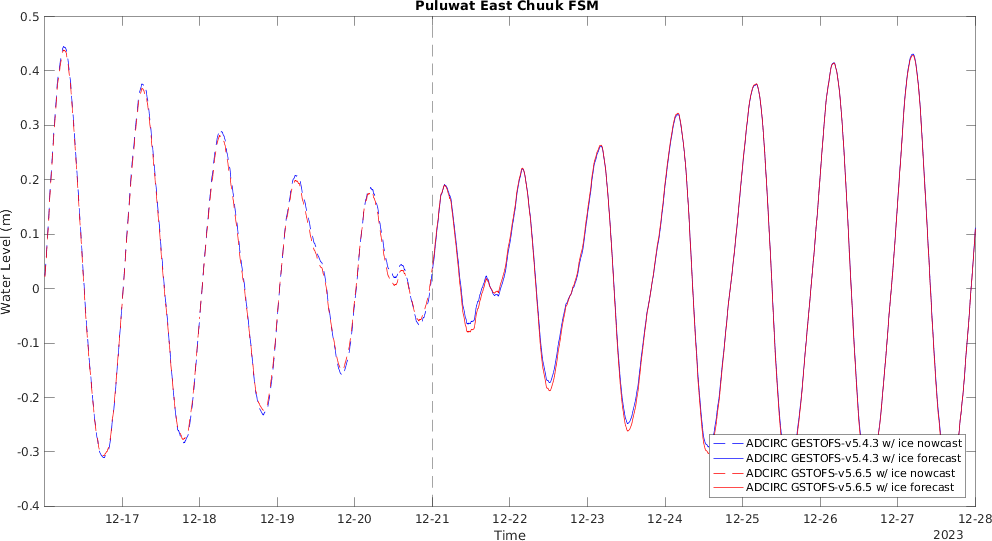 Puluwat East Chuuk FSM
Water Level (m)
0.5
0.4
0.3
0.2
0.1
0
-0.1
-0.2
-0.3
-0.4
ADCIRC GESTOFS-v5.4.3 w/ ice nowcast
ADCIRC GESTOFS-v5.4.3 w/ ice forecast
ADCIRC GSTOFS-v5.6.5 w/ ice nowcast
ADCIRC GSTOFS-v5.6.5 w/ ice forecast
12-17 12-18 12-19 12-20 12-21 12-22 12-23 12-24 12-25 12-26 12-27 12-28
Time
2023